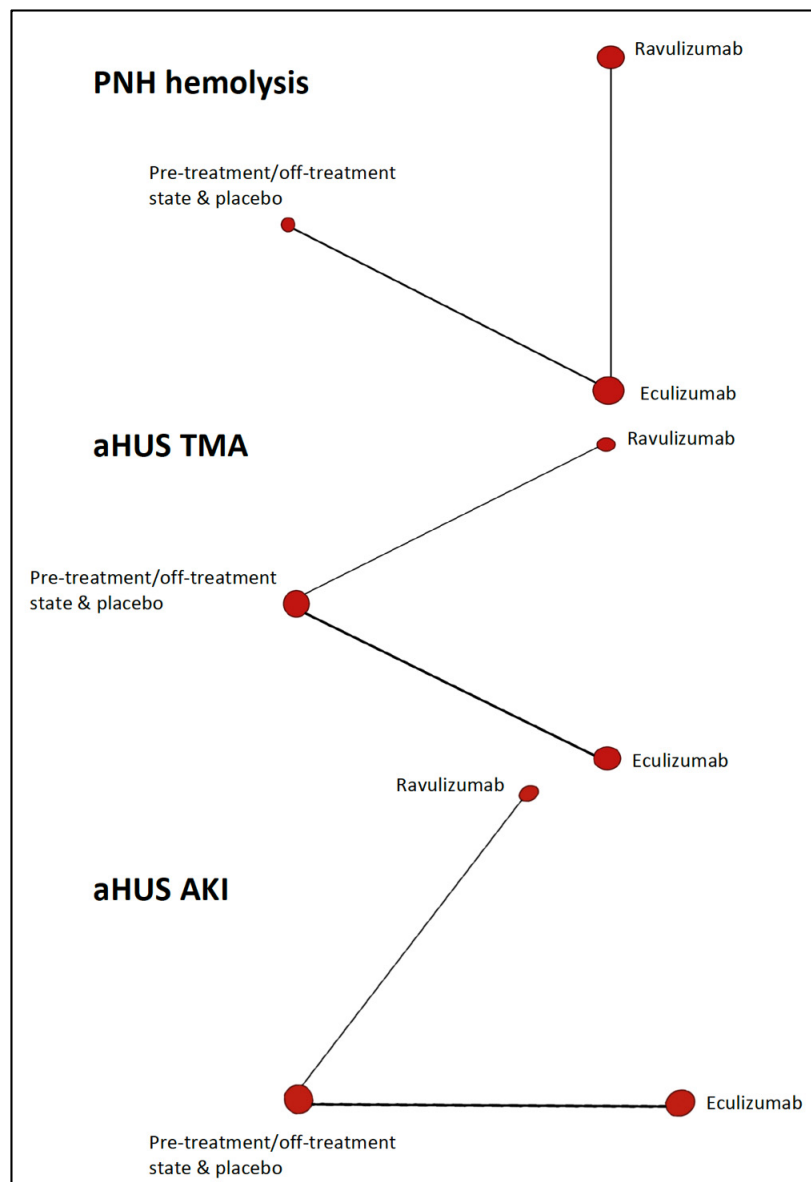 PNH hemolysis
Ravulizumab
Pre-treatment/off-treatment
state & placebo
Eculizumab
aHUS TMA
Ravulizumab
Pre-treatment/off-treatment
state & placebo
Eculizumab
Ravulizumab
aHUS AKI
Eculizumab
Pre-treatment/off-treatment
state & placebo